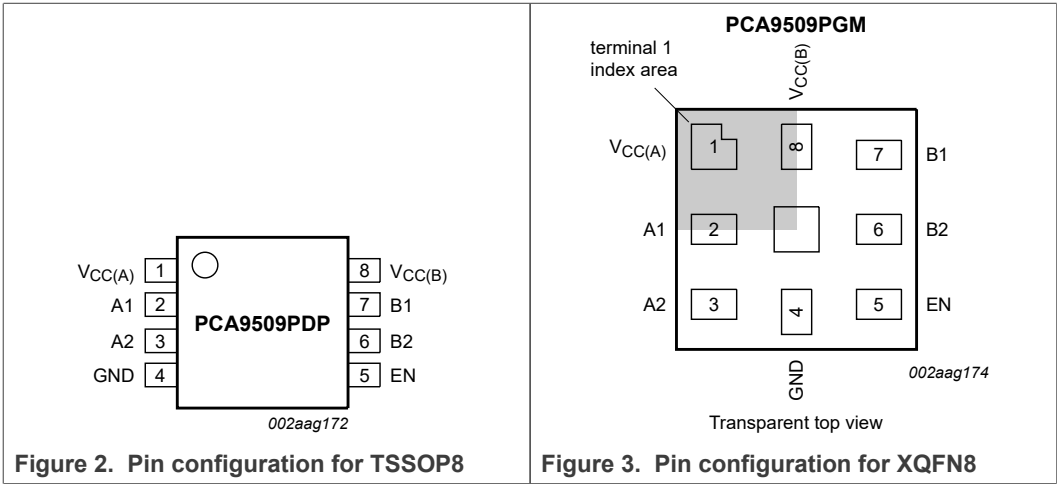 VCC(A) 1
A1 2
A2 3
GND 4
PCA9509PDP
8 VCC(B)
7 B1
6 B2
5 EN
002aag172
Figure 2. Pin configuration for TSSOP8
PCA9509PGM
terminal 1
index area
VCC(B)
VCC(A) 1 8 7 B1
A1 2 6 B2
A2 3 4 5 EN
GND
002aag174
Transparent top view
Figure 3. Pin configuration for XQFN8